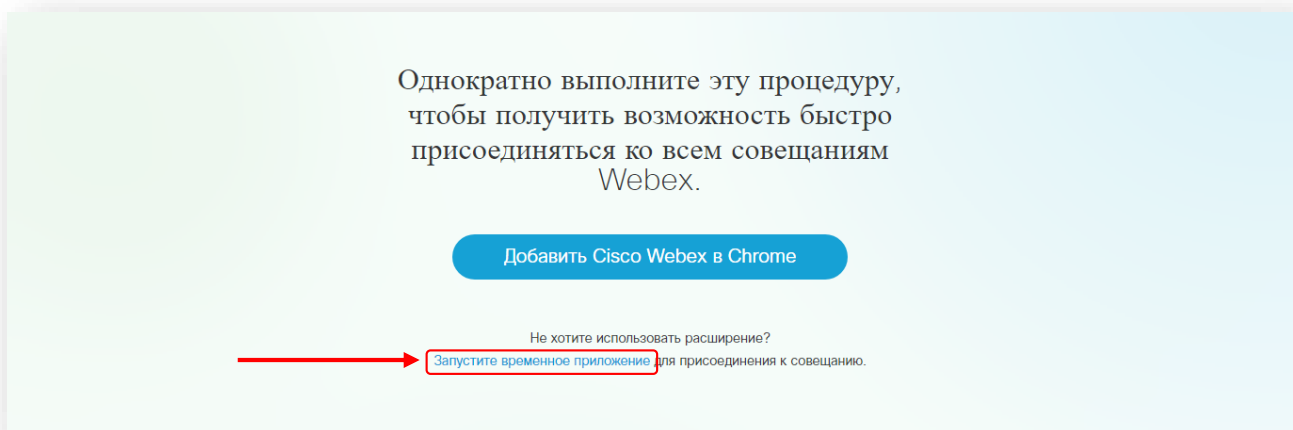 Однократно выполните эту процедуру,
чтобы получить возможность быстро
присоединяться ко всем совещаниям
Webex.
Добавить Cisco Webex в Chrome
Не хотите использовать расширение?
Запустите временное приложение для присоединения к совещанию.